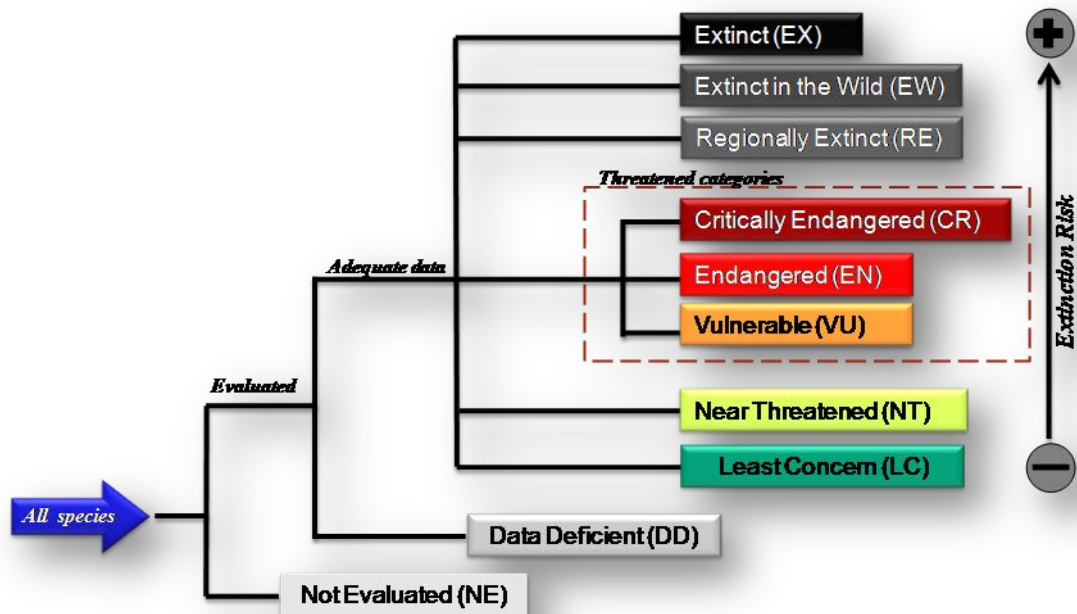 Extinct (EX)
Extinct in the Wild (EW)
Regionally Extinct (RE)
Threatened categories
Critically Endangered (CR)
Adequate data
Endangered (EN)
Vulnerable (VU)
Extinction Risk
Evaluated
Near Threatened (NT)
Least Concern (LC)
All species
Data Deficient (DD)
Not Evaluated (NE)